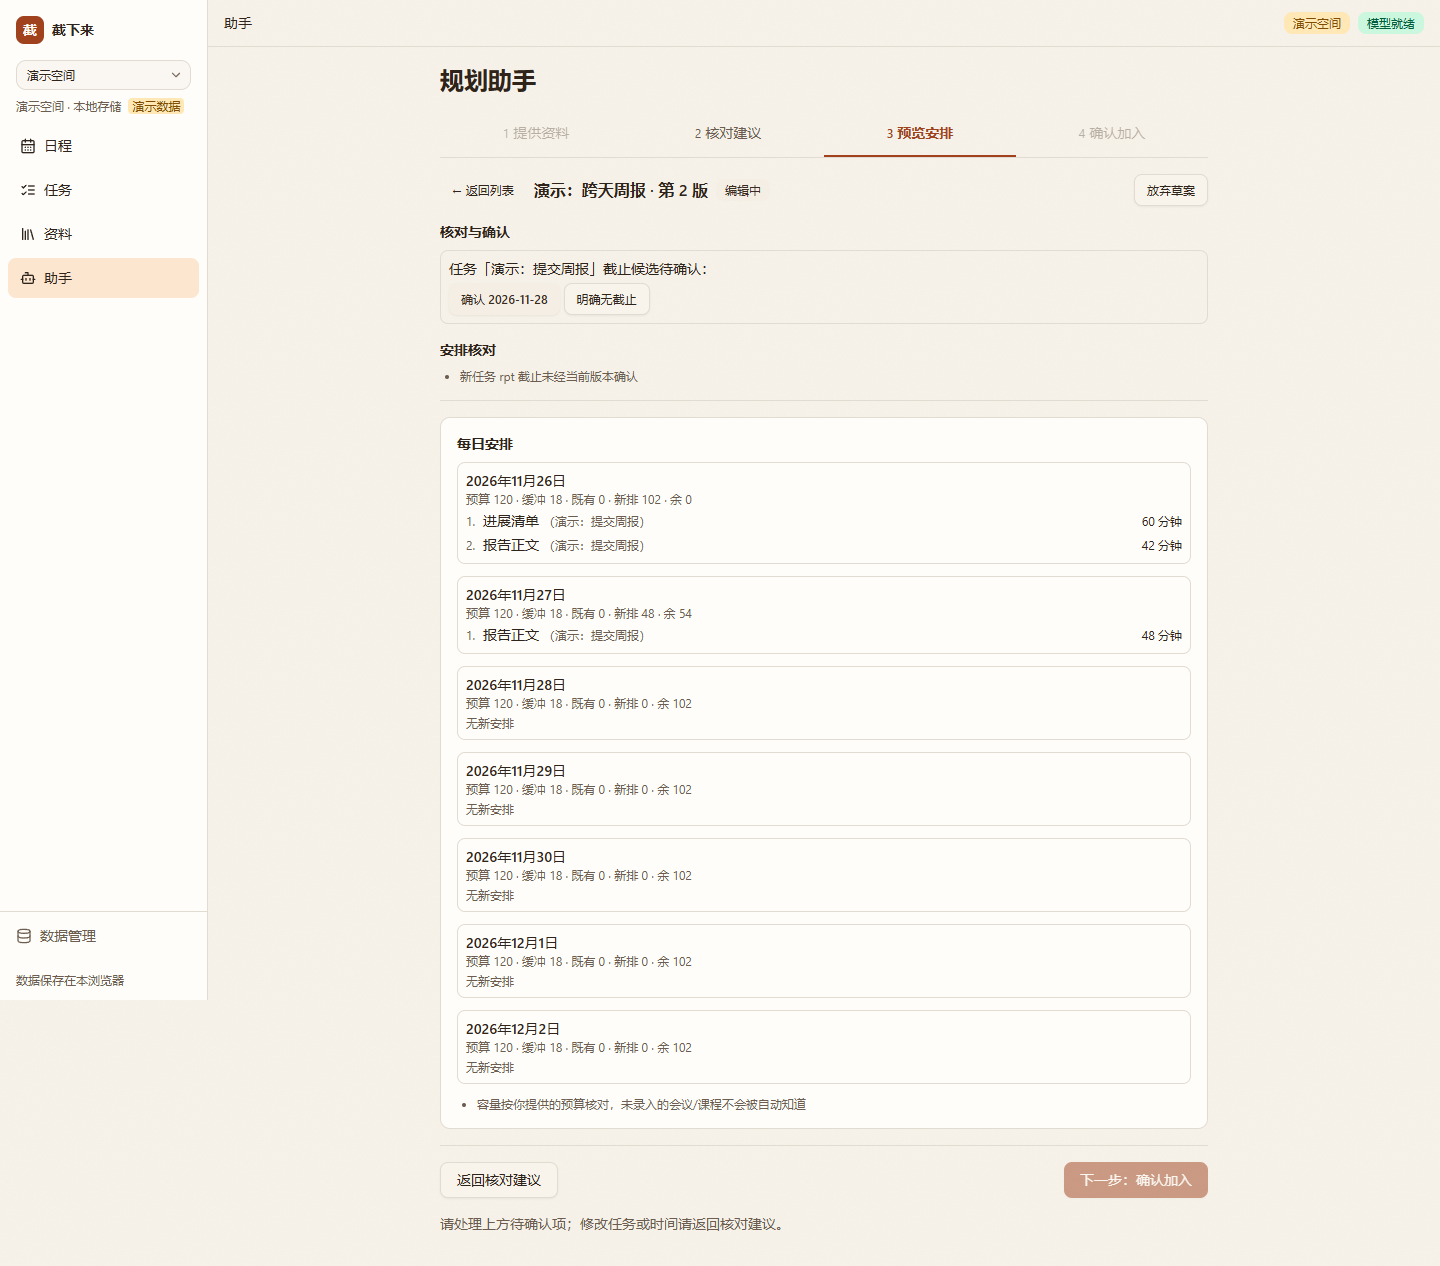 截 截下来
演示空间
演示空间 · 本地存储 演示数据
日程
任务
资料
助手
数据管理
数据保存在本浏览器
助手
演示空间 模型就绪
规划助手
1 提供资料 2 核对建议 3 预览安排 4 确认加入
← 返回列表 演示：跨天周报 · 第 2 版 编辑中 放弃草案
核对与确认
任务「演示：提交周报」截止候选待确认：
确认 2026-11-28 明确无截止
安排核对
• 新任务 rpt 截止未经当前版本确认
每日安排
2026年11月26日
预算 120 · 缓冲 18 · 既有 0 · 新排 102 · 余 0
1. 进展清单 （演示：提交周报） 60 分钟
2. 报告正文 （演示：提交周报） 42 分钟
2026年11月27日
预算 120 · 缓冲 18 · 既有 0 · 新排 48 · 余 54
1. 报告正文 （演示：提交周报） 48 分钟
2026年11月28日
预算 120 · 缓冲 18 · 既有 0 · 新排 0 · 余 102
无新安排
2026年11月29日
预算 120 · 缓冲 18 · 既有 0 · 新排 0 · 余 102
无新安排
2026年11月30日
预算 120 · 缓冲 18 · 既有 0 · 新排 0 · 余 102
无新安排
2026年12月1日
预算 120 · 缓冲 18 · 既有 0 · 新排 0 · 余 102
无新安排
2026年12月2日
预算 120 · 缓冲 18 · 既有 0 · 新排 0 · 余 102
无新安排
• 容量按你提供的预算核对，未录入的会议/课程不会被自动知道
返回核对建议 下一步：确认加入
请处理上方待确认项；修改任务或时间请返回核对建议。